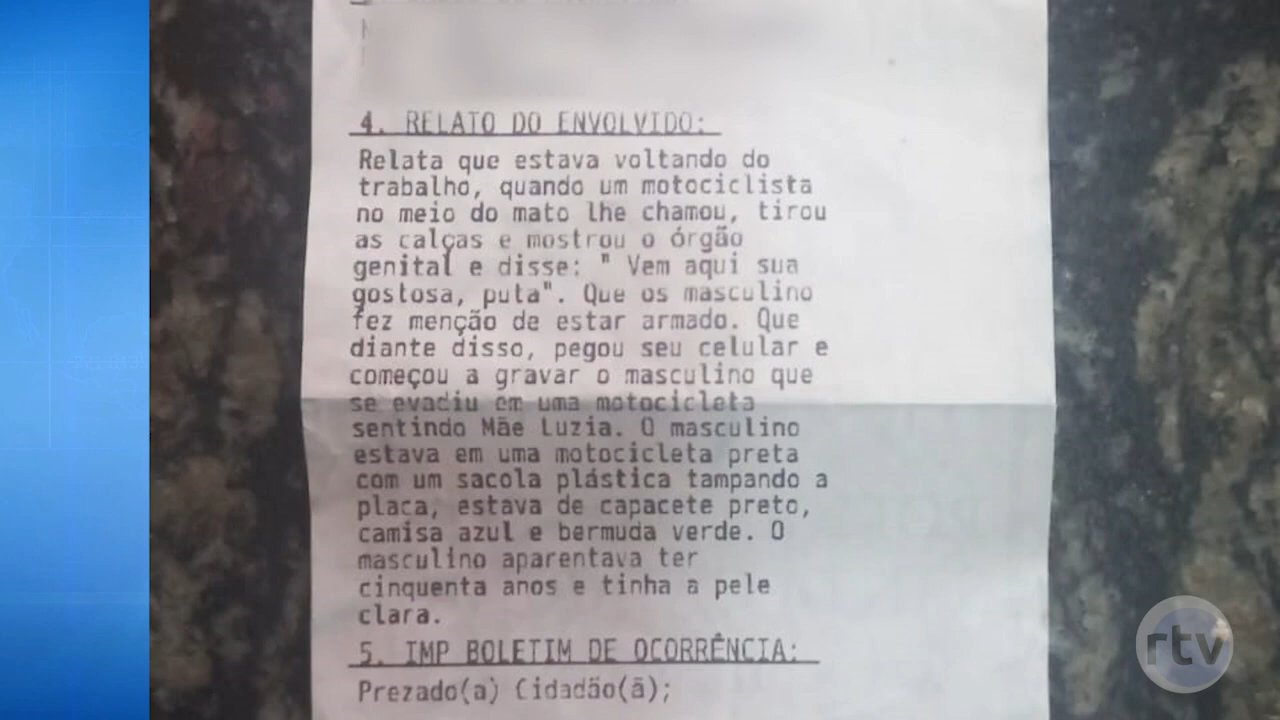 4. RELATO DO ENVOLVIDO:
Relata que estava voltando do
trabalho, quando um motociclista
no meio do mato lhe chamou, tirou
as calças e mostrou o órgão
genital e disse: " Vem aqui sua
gostosa, puta". Que os masculino
fez menção de estar armado. Que
diante disso, pegou seu celular e
começou a gravar o masculino que
se evadiu em uma motocicleta
sentindo Mãe Luzia. O masculino
estava em uma motocicleta preta
com um sacola plástica tampando a
placa, estava de capacete preto,
camisa azul e bermuda verde. O
masculino aparentava ter
cinquenta anos e tinha a pele
clara.
5. IMP BOLETIM DE OCORRÊNCIA:
Prezado(a) Cidadão(ã);
rtv